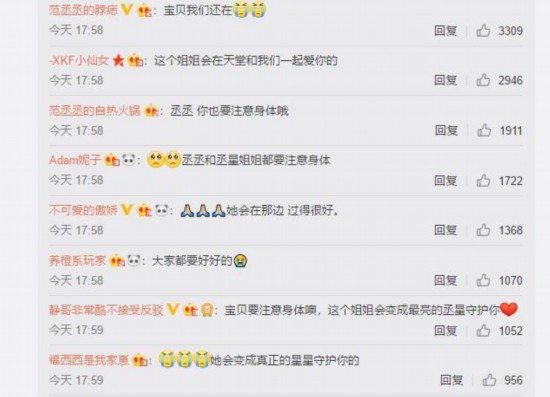 范丞丞的脖痣：宝贝我们还在
今天 17:58 回复 3309
-XKF小仙女：这个姐姐会在天堂和我们一起爱你的
今天 17:58 回复 2946
范丞丞的自热火锅：丞丞 你也要注意身体哦
今天 17:58 回复 1911
Adam妮子：丞丞和丞星姐姐都要注意身体
今天 17:58 回复 1722
不可爱的傲娇：她会在那边 过得很好。
今天 17:58 回复 1368
养橙系玩家：大家都要好好的
今天 17:58 回复 1070
静哥非常酷不接受反驳：宝贝要注意身体噢，这个姐姐会变成最亮的丞星守护你
今天 17:59 回复 1052
蝠西西是我家崽：她会变成真正的星星守护你的
今天 17:59 回复 956